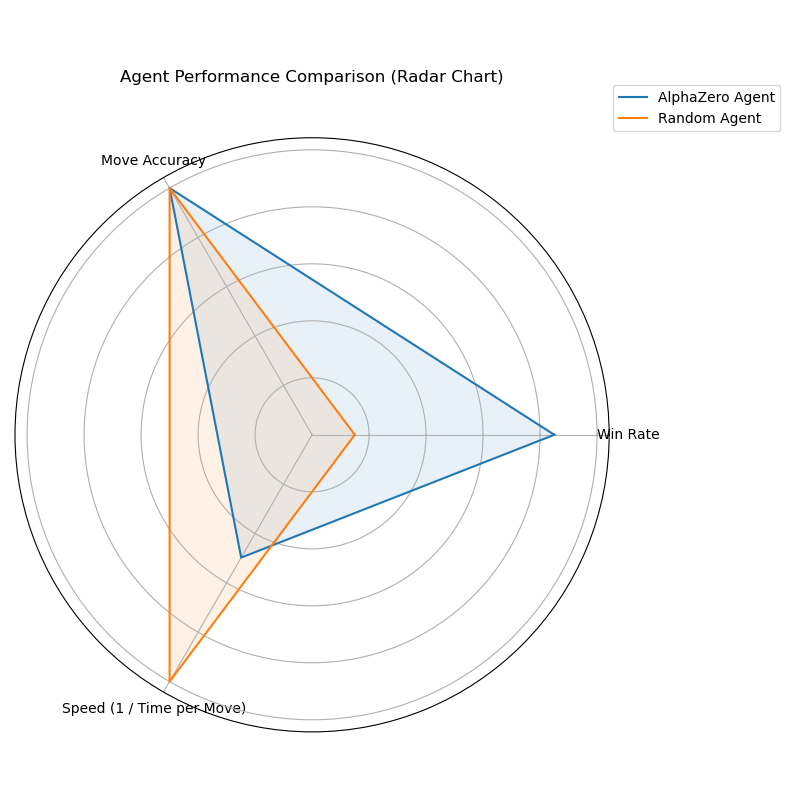 Agent Performance Comparison (Radar Chart)
AlphaZero Agent
Random Agent
Move Accuracy
Win Rate
Speed (1 / Time per Move)